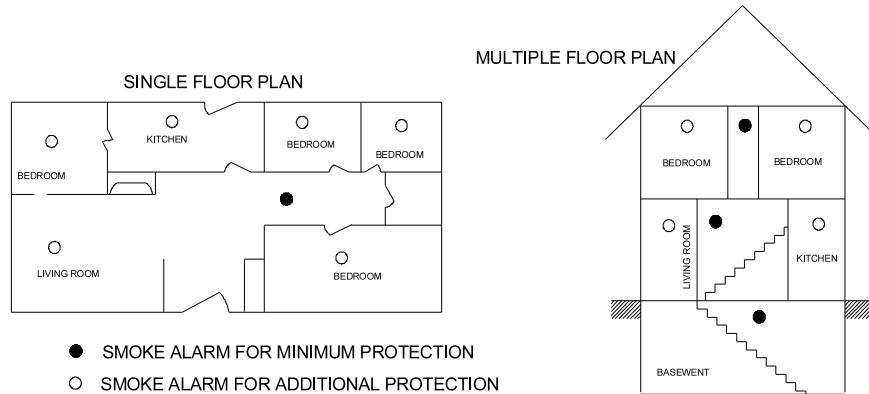 MULTIPLE FLOOR PLAN
SINGLE FLOOR PLAN
KITCHEN
BEDROOM
BEDROOM
BEDROOM
LIVING ROOM
BEDROOM
BEDROOM
BEDROOM
LIVING ROOM
KITCHEN
BASEWENT
SMOKE ALARM FOR MINIMUM PROTECTION
SMOKE ALARM FOR ADDITIONAL PROTECTION